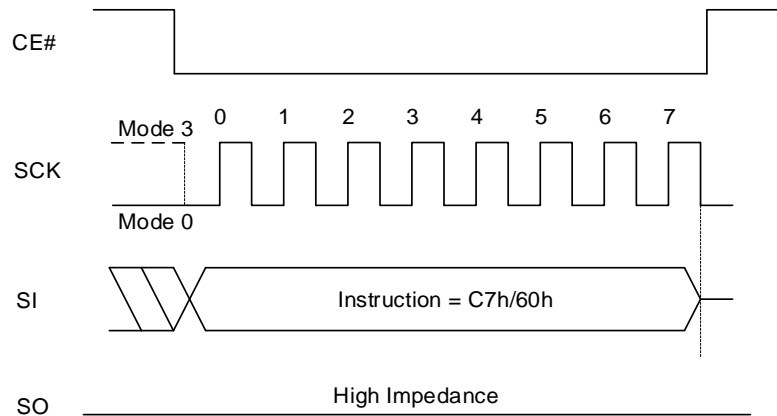 CE#
0 1 2 3 4 5 6 7
Mode 3
SCK
Mode 0
SI
Instruction = C7h/60h
High Impedance
SO